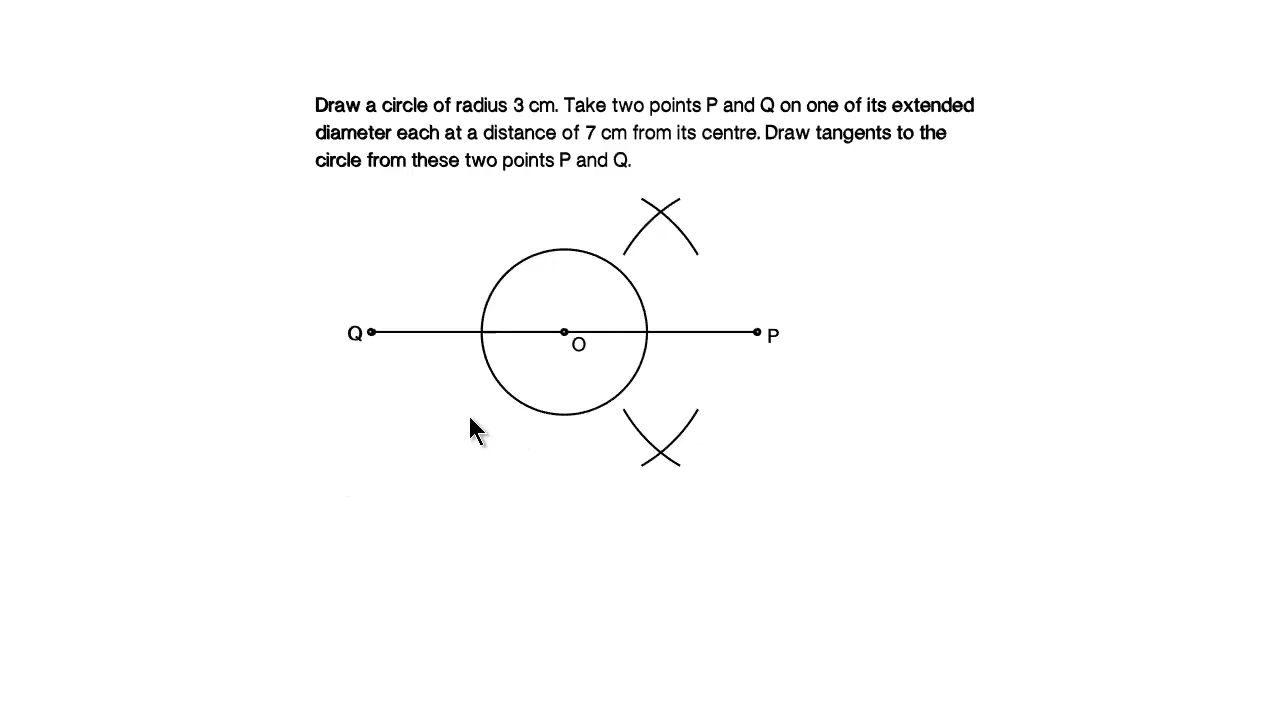 Draw a circle of radius 3 cm. Take two points P and Q on one of its extended
diameter each at a distance of 7 cm from its centre. Draw tangents to the
circle from these two points P and Q.
Q
O
P